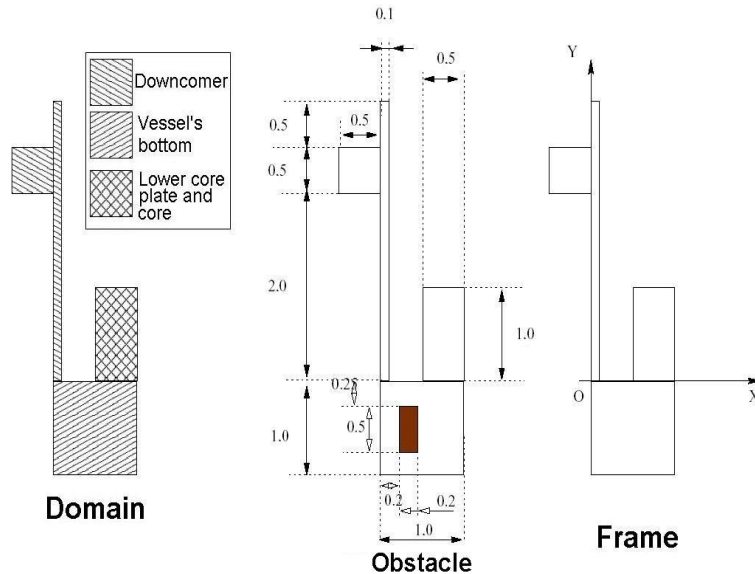 Downcomer
Vessel's
bottom
Lower core
plate and
core
Domain
0.1
0.5
0.5
0.5
0.5
2.0
1.0
0.25
0.5
1.0
0.2
0.2
1.0
Obstacle
Y
O
X
Frame